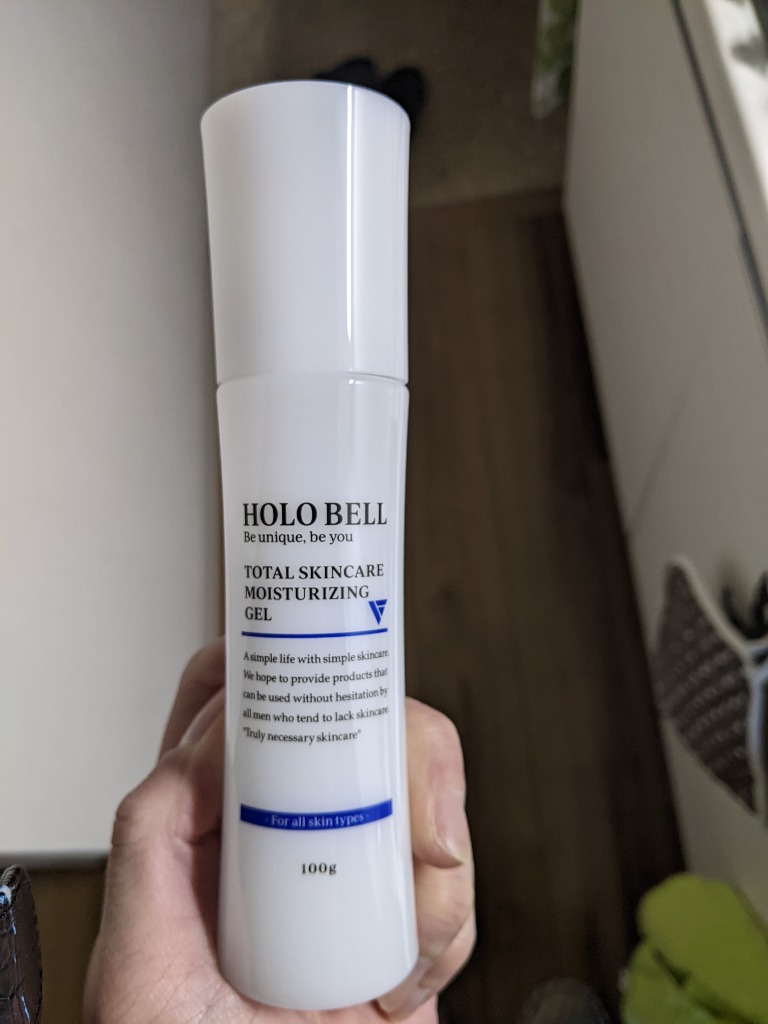 HOLO BELL
Be unique, be you
TOTAL SKINCARE
MOISTURIZING
GEL
A simple life with simple skincare.
We hope to provide products that
can be used without hesitation by
all men who tend to lack skincare.
"Truly necessary skincare"
- For all skin types -
100g